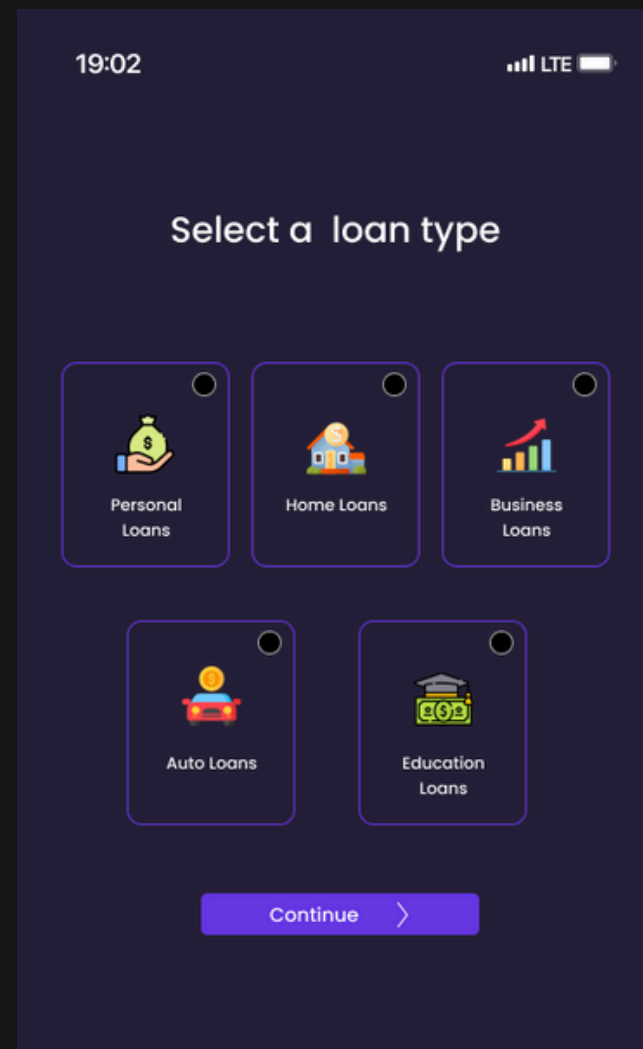 19:02
LTE
Select a loan type
Personal
Loans
Home Loans
Business
Loans
Auto Loans
Education
Loans
Continue